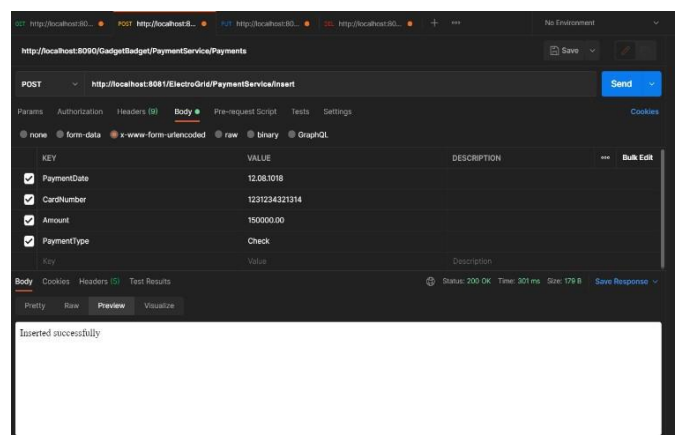 GET http://localhost:80... POST http://localhost:8... PUT http://localhost:80... DEL http://localhost:80... + ••• No Environment
http://localhost:8090/GadgetBadget/PaymentService/Payments Save
POST http://localhost:8081/ElectroGrid/PaymentService/insert Send
Params Authorization Headers (9) Body Pre-request Script Tests Settings Cookies
none form-data x-www-form-urlencoded raw binary GraphQL
KEY VALUE DESCRIPTION ••• Bulk Edit
PaymentDate 12.08.1018
CardNumber 1231234321314
Amount 150000.00
PaymentType Check
Key Value Description
Body Cookies Headers (5) Test Results Status: 200 OK Time: 301 ms Size: 179 B Save Response
Pretty Raw Preview Visualize
Inserted successfully